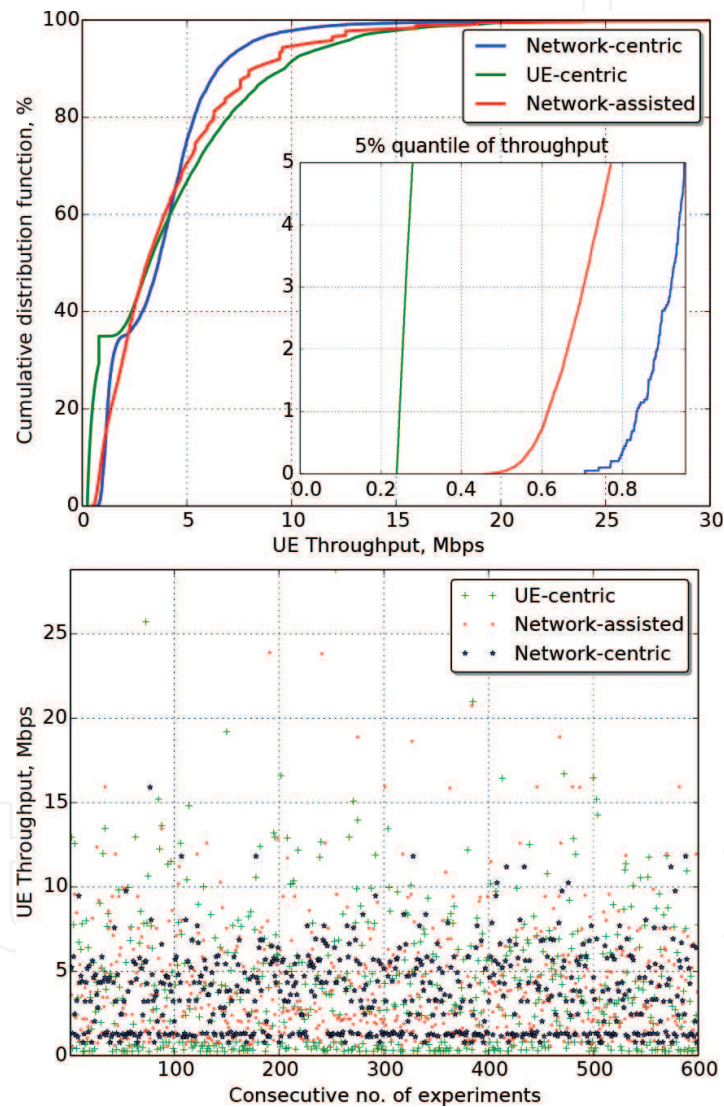 100
80
60
40
20
0
Cumulative distribution function, %
Network-centric
UE-centric
Network-assisted
5% quantile of throughput
5
4
3
2
1
0
0.0 0.2 0.4 0.6 0.8
0 5 10 15 20 25 30
UE Throughput, Mbps
25
20
15
10
5
0
UE Throughput, Mbps
UE-centric
Network-assisted
Network-centric
100 200 300 400 500 600
Consecutive no. of experiments